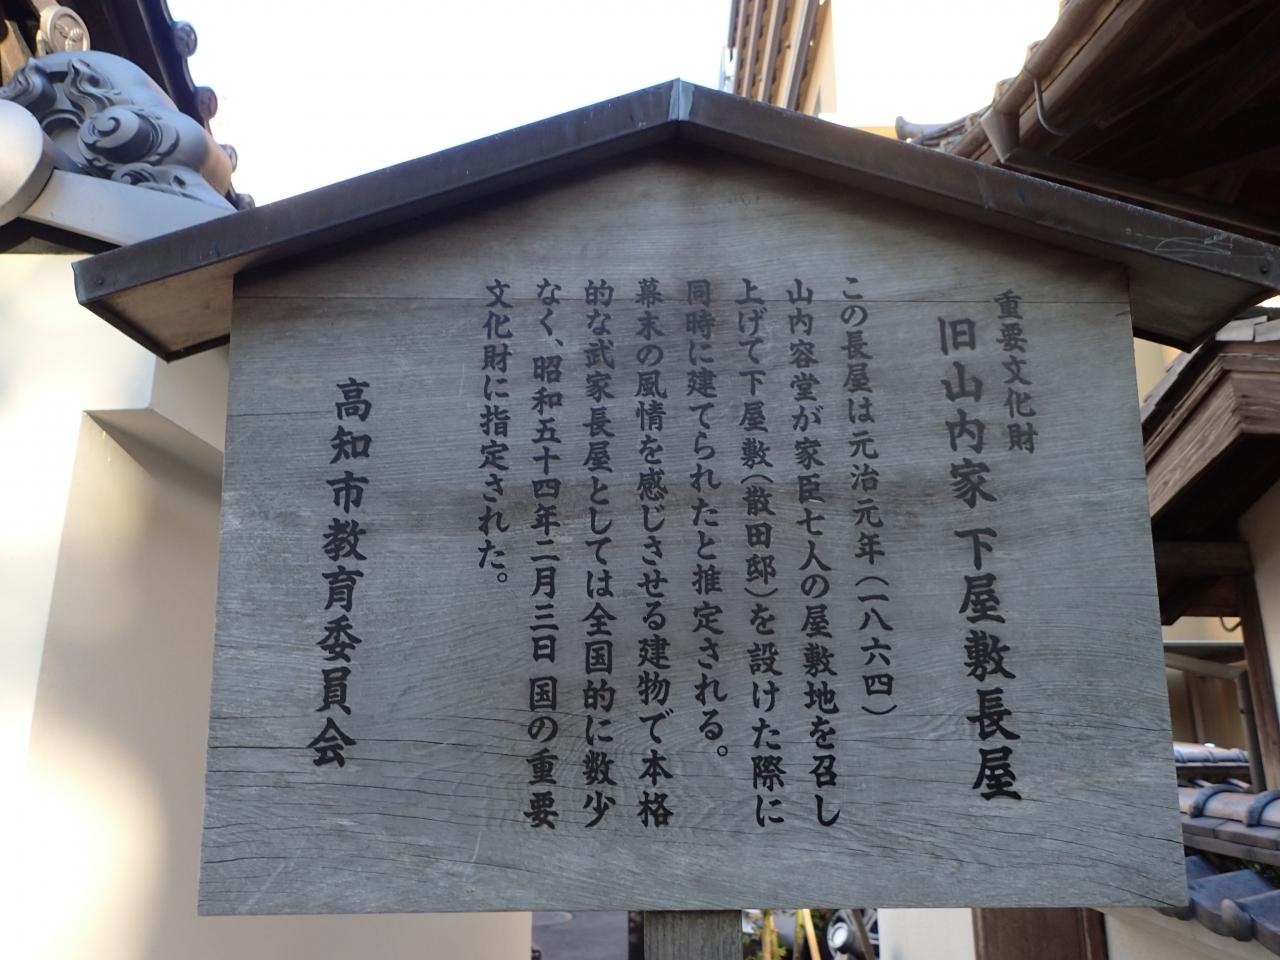 重要文化財
旧山内家下屋敷長屋
この長屋は元治元年（一八六四）
山内容堂が家臣七人の屋敷地を召し
上げて下屋敷（散田邸）を設けた際に
同時に建てられたと推定される。
幕末の風情を感じさせる建物で本格
的な武家長屋としては全国的に数少
なく、昭和五十四年二月三日国の重要
文化財に指定された。
高知市教育委員会